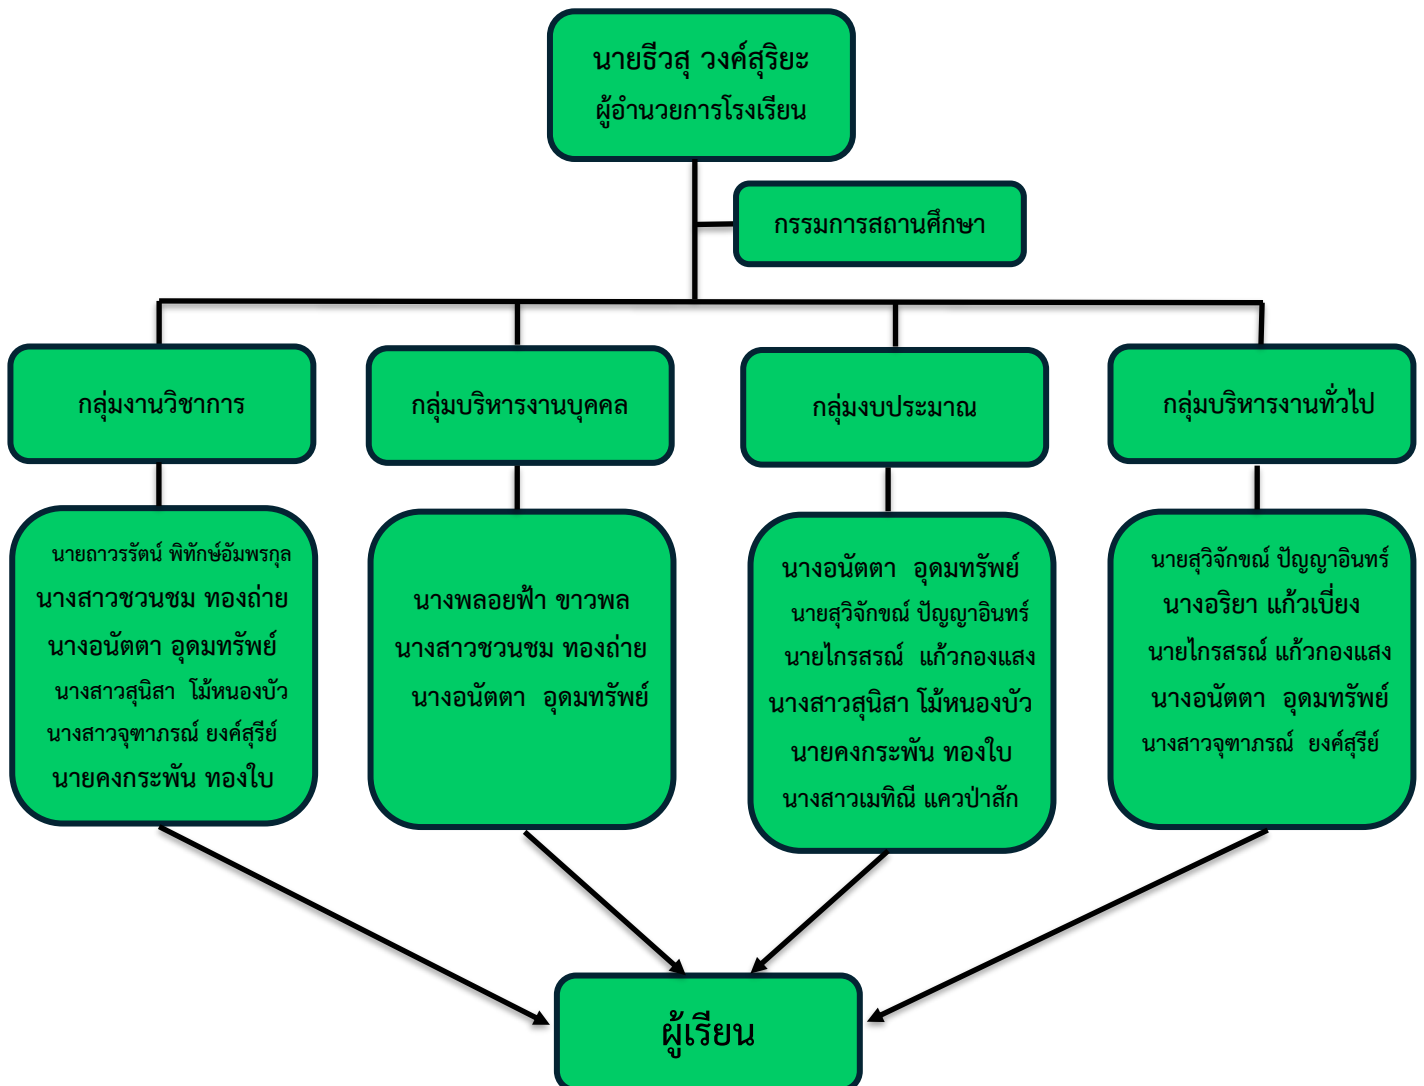 นายธีวสุ วงค์สุริยะ
ผู้อำนวยการโรงเรียน
กรรมการสถานศึกษา
กลุ่มงานวิชาการ
กลุ่มบริหารงานบุคคล
กลุ่มงบประมาณ
กลุ่มบริหารงานทั่วไป
นายถาวรรัตน์ พิทักษ์อัมพรกุล
นางสาวชวนชม ทองถ่าย
นางอนัตตา อุดมทรัพย์
นางสาวสุนิสา โม้หนองบัว
นางสาวจุฑาภรณ์ ยงค์สุรีย์
นายคงกระพัน ทองใบ
นางพลอยฟ้า ขาวพล
นางสาวชวนชม ทองถ่าย
นางอนัตตา อุดมทรัพย์
นางอนัตตา อุดมทรัพย์
นายสุวิจักขณ์ ปัญญาอินทร์
นายไกรสรณ์ แก้วกองแสง
นางสาวสุนิสา โม้หนองบัว
นายคงกระพัน ทองใบ
นางสาวเมทิณี แควป่าสัก
นายสุวิจักขณ์ ปัญญาอินทร์
นางอริยา แก้วเบี่ยง
นายไกรสรณ์ แก้วกองแสง
นางอนัตตา อุดมทรัพย์
นางสาวจุฑาภรณ์ ยงค์สุรีย์
ผู้เรียน